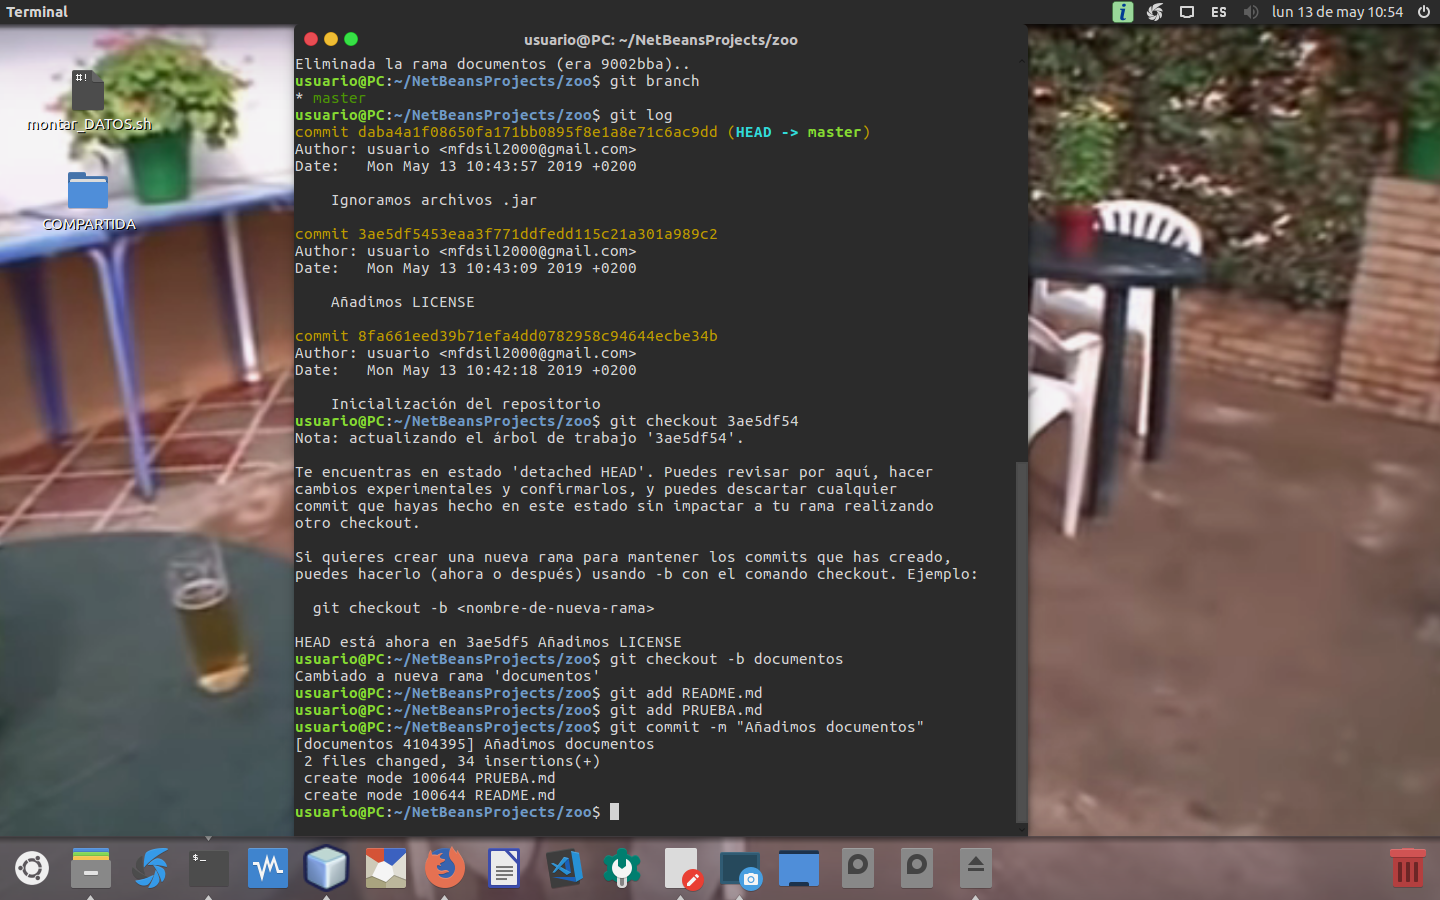 Terminal
ES
lun 13 de may 10:54
#!
montar_DATOS.sh
COMPARTIDA
usuario@PC: ~/NetBeansProjects/zoo
Eliminada la rama documentos (era 9002bba)..
usuario@PC:~/NetBeansProjects/zoo$ git branch
* master
usuario@PC:~/NetBeansProjects/zoo$ git log
commit daba4a1f08650fa171bb0895f8e1a8e71c6ac9dd (HEAD -> master)
Author: usuario <mfdsil2000@gmail.com>
Date:   Mon May 13 10:43:57 2019 +0200
    Ignoramos archivos .jar
commit 3ae5df5453eaa3f771ddfedd115c21a301a989c2
Author: usuario <mfdsil2000@gmail.com>
Date:   Mon May 13 10:43:09 2019 +0200
    Añadimos LICENSE
commit 8fa661eed39b71efa4dd0782958c94644ecbe34b
Author: usuario <mfdsil2000@gmail.com>
Date:   Mon May 13 10:42:18 2019 +0200
    Inicialización del repositorio
usuario@PC:~/NetBeansProjects/zoo$ git checkout 3ae5df54
Nota: actualizando el árbol de trabajo '3ae5df54'.
Te encuentras en estado 'detached HEAD'. Puedes revisar por aquí, hacer
cambios experimentales y confirmarlos, y puedes descartar cualquier
commit que hayas hecho en este estado sin impactar a tu rama realizando
otro checkout.
Si quieres crear una nueva rama para mantener los commits que has creado,
puedes hacerlo (ahora o después) usando -b con el comando checkout. Ejemplo:
  git checkout -b <nombre-de-nueva-rama>
HEAD está ahora en 3ae5df5 Añadimos LICENSE
usuario@PC:~/NetBeansProjects/zoo$ git checkout -b documentos
Cambiado a nueva rama 'documentos'
usuario@PC:~/NetBeansProjects/zoo$ git add README.md
usuario@PC:~/NetBeansProjects/zoo$ git add PRUEBA.md
usuario@PC:~/NetBeansProjects/zoo$ git commit -m "Añadimos documentos"
[documentos 4104395] Añadimos documentos
 2 files changed, 34 insertions(+)
 create mode 100644 PRUEBA.md
 create mode 100644 README.md
usuario@PC:~/NetBeansProjects/zoo$
$_